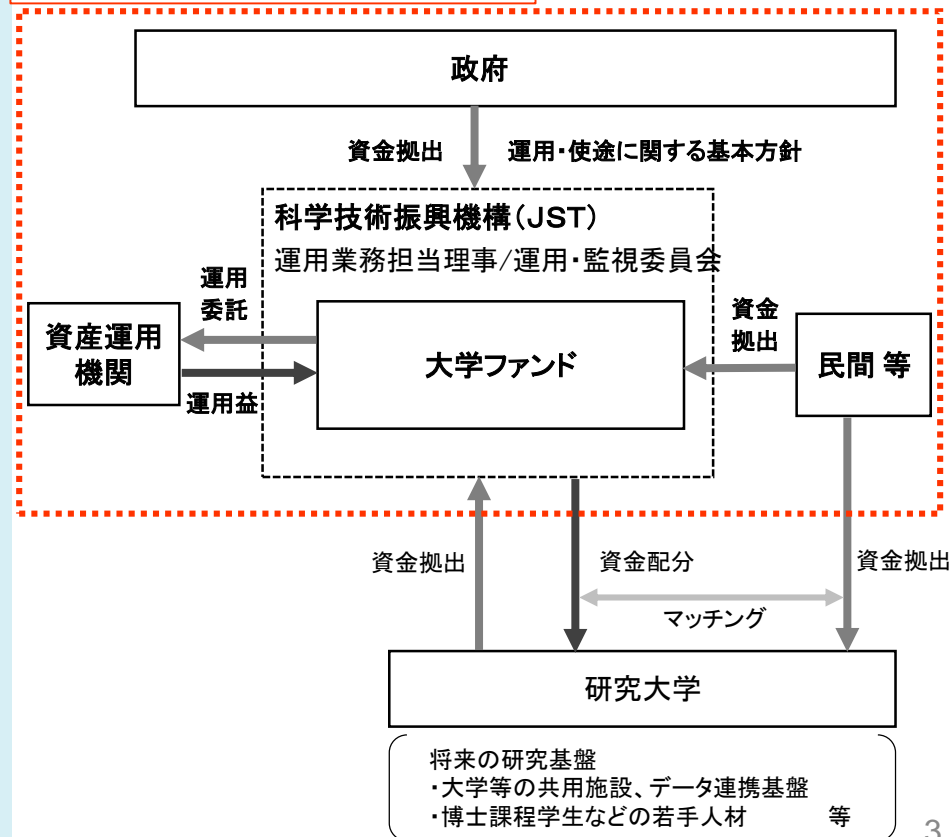 政府
資金拠出 運用・使途に関する基本方針
科学技術振興機構(JST)
運用業務担当理事/運用・監視委員会
運用
委託
資金
拠出
資産運用
機関
大学ファンド
民間 等
運用益
資金拠出
資金配分
資金拠出
マッチング
研究大学
将来の研究基盤
・大学等の共用施設、データ連携基盤
・博士課程学生などの若手人材 等
3